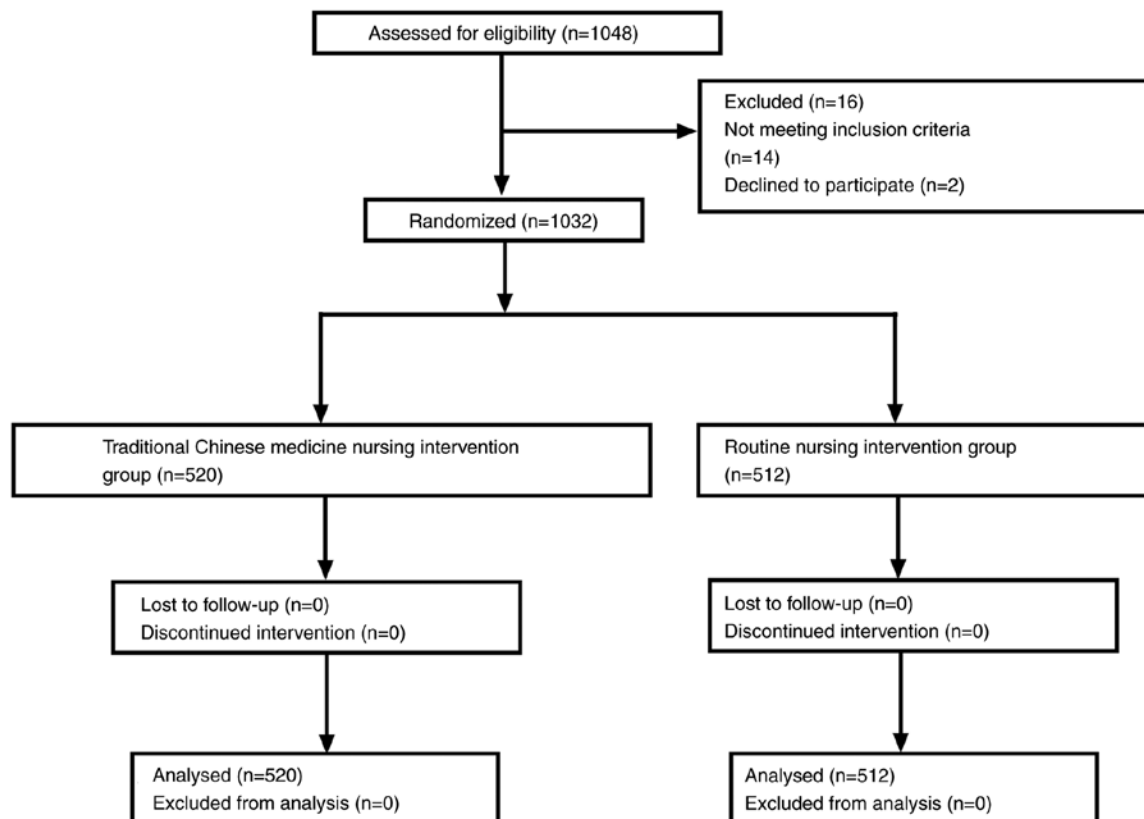 Assessed for eligibility (n=1048)
Excluded (n=16)
Not meeting inclusion criteria
(n=14)
Declined to participate (n=2)
Randomized (n=1032)
Traditional Chinese medicine nursing intervention
group (n=520)
Routine nursing intervention group
(n=512)
Lost to follow-up (n=0)
Discontinued intervention (n=0)
Lost to follow-up (n=0)
Discontinued intervention (n=0)
Analysed (n=520)
Excluded from analysis (n=0)
Analysed (n=512)
Excluded from analysis (n=0)